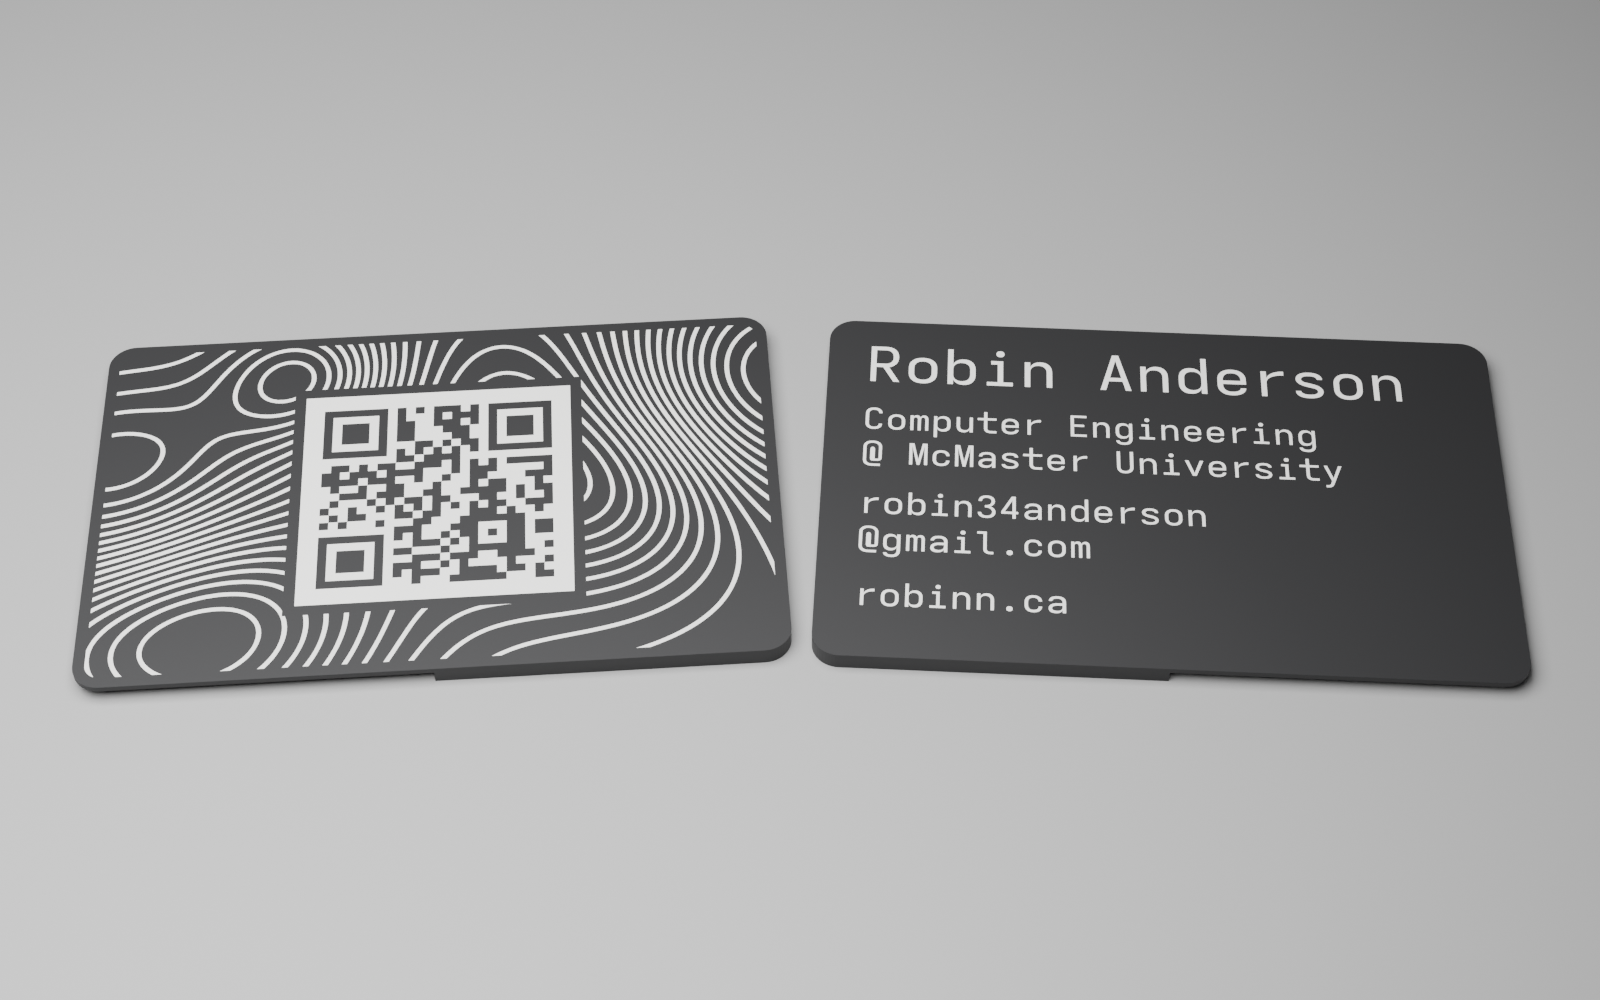 Robin Anderson
Computer Engineering
@ McMaster University
robin34anderson
@gmail.com
robinn.ca